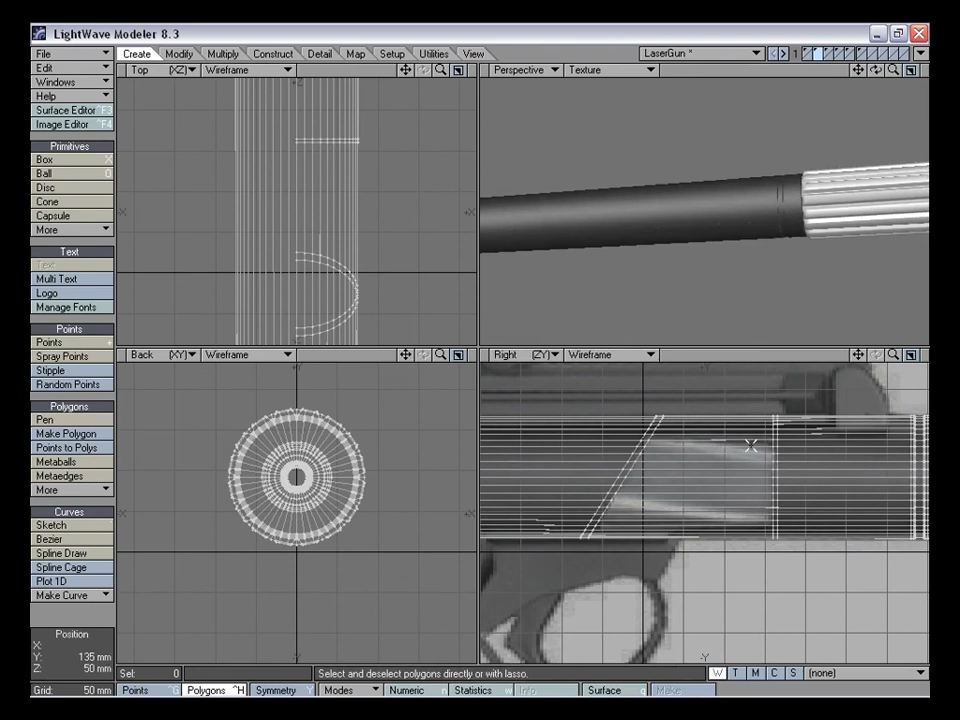 LightWave Modeler 8.3
File
Edit
Windows
Help
Surface Editor ^F3
Image Editor ^F4
Primitives
Box X
Ball O
Disc
Cone
Capsule
More
Text
Text
Multi Text
Logo
Manage Fonts
Points
Points +
Spray Points
Stipple
Random Points
Polygons
Pen
Make Polygon
Points to Polys
Metaballs
Metaedges
More
Curves
Sketch
Bezier
Spline Draw
Spline Cage
Plot 1D
Make Curve
Position
X:
Y: 135 mm
Z: 50 mm
Grid: 50 mm
Create Modify Multiply Construct Detail Map Setup Utilities View
LaserGun * 1
Top (XZ) Wireframe
Perspective Texture
Back (XY) Wireframe
Right (ZY) Wireframe
Sel: 0
Select and deselect polygons directly or with lasso.
W T M C S (none)
Points ^G Polygons ^H Symmetry Y Modes Numeric n Statistics w Info Surface q Make